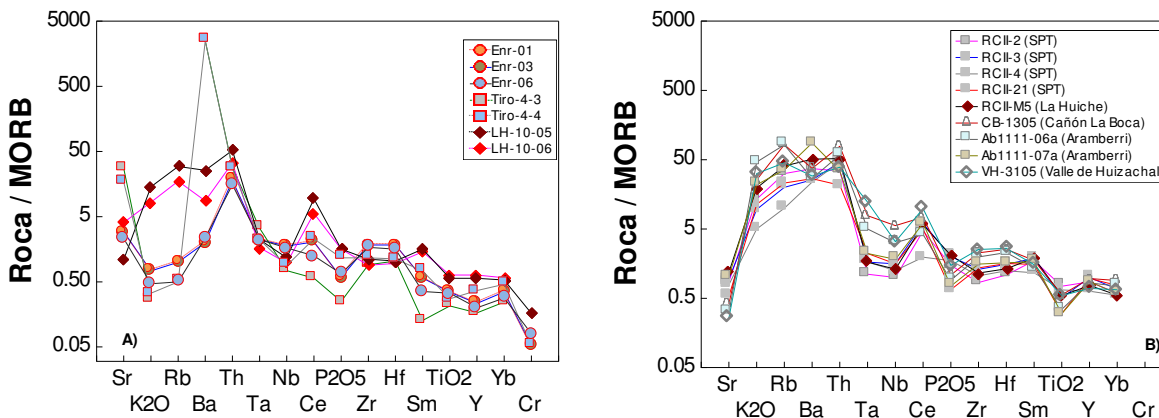 5000
500
50
5
0.50
0.05
Roca / MORB
Enr-01
Enr-03
Enr-06
Tiro-4-3
Tiro-4-4
LH-10-05
LH-10-06
A)
Sr Rb Th Nb P2O5 Hf TiO2 Yb
K2O Ba Ta Ce Zr Sm Y Cr
5000
500
50
5
0.5
0.05
Roca / MORB
RCII-2 (SPT)
RCII-3 (SPT)
RCII-4 (SPT)
RCII-21 (SPT)
RCII-M5 (La Huiche)
CB-1305 (Cañón La Boca)
Ab1111-06a (Aramberri)
Ab1111-07a (Aramberri)
VH-3105 (Valle de Huizachal
B)
Sr Rb Th Nb P2O5 Hf TiO2 Yb
K2O Ba Ta Ce Zr Sm Y Cr